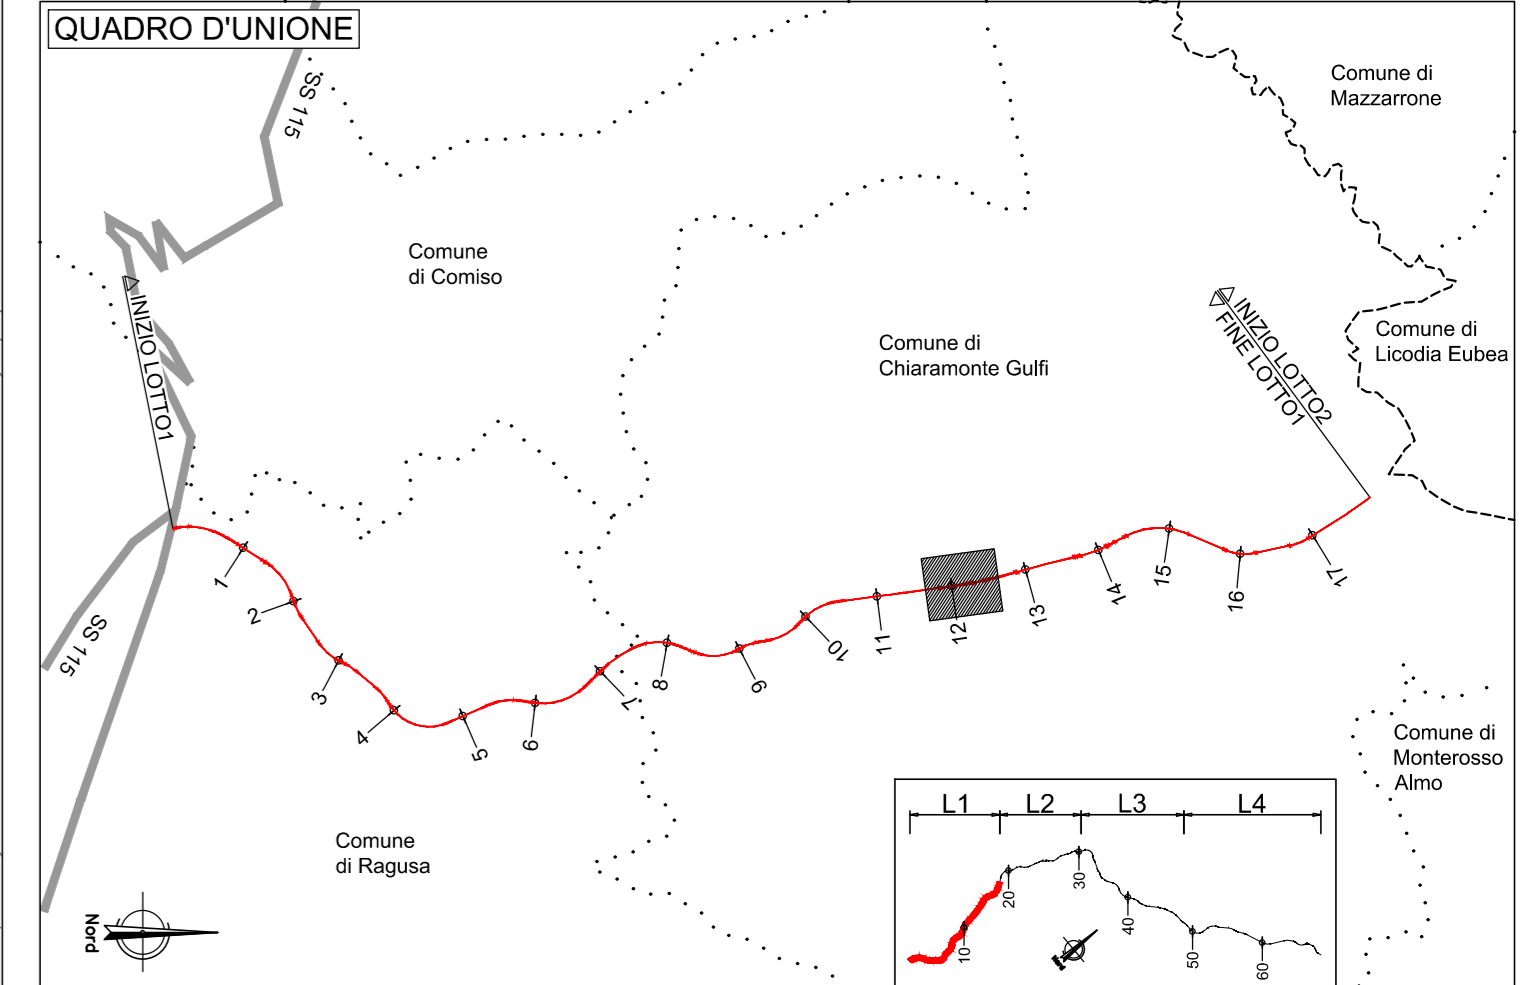 QUADRO D'UNIONE
SS 115
Comune di
Mazzarrone
Comune
di Comiso
INIZIO LOTTO1
Comune di
Chiaramonte Gulfi
INIZIO LOTTO2
FINE LOTTO1
Comune di
Licodia Eubea
1
2
3
4
5
6
7
8
9
10
11
12
13
14
15
16
17
SS 115
Comune di
Monterosso
Almo
Comune
di Ragusa
Nord
L1 L2 L3 L4
10
20
30
40
50
60